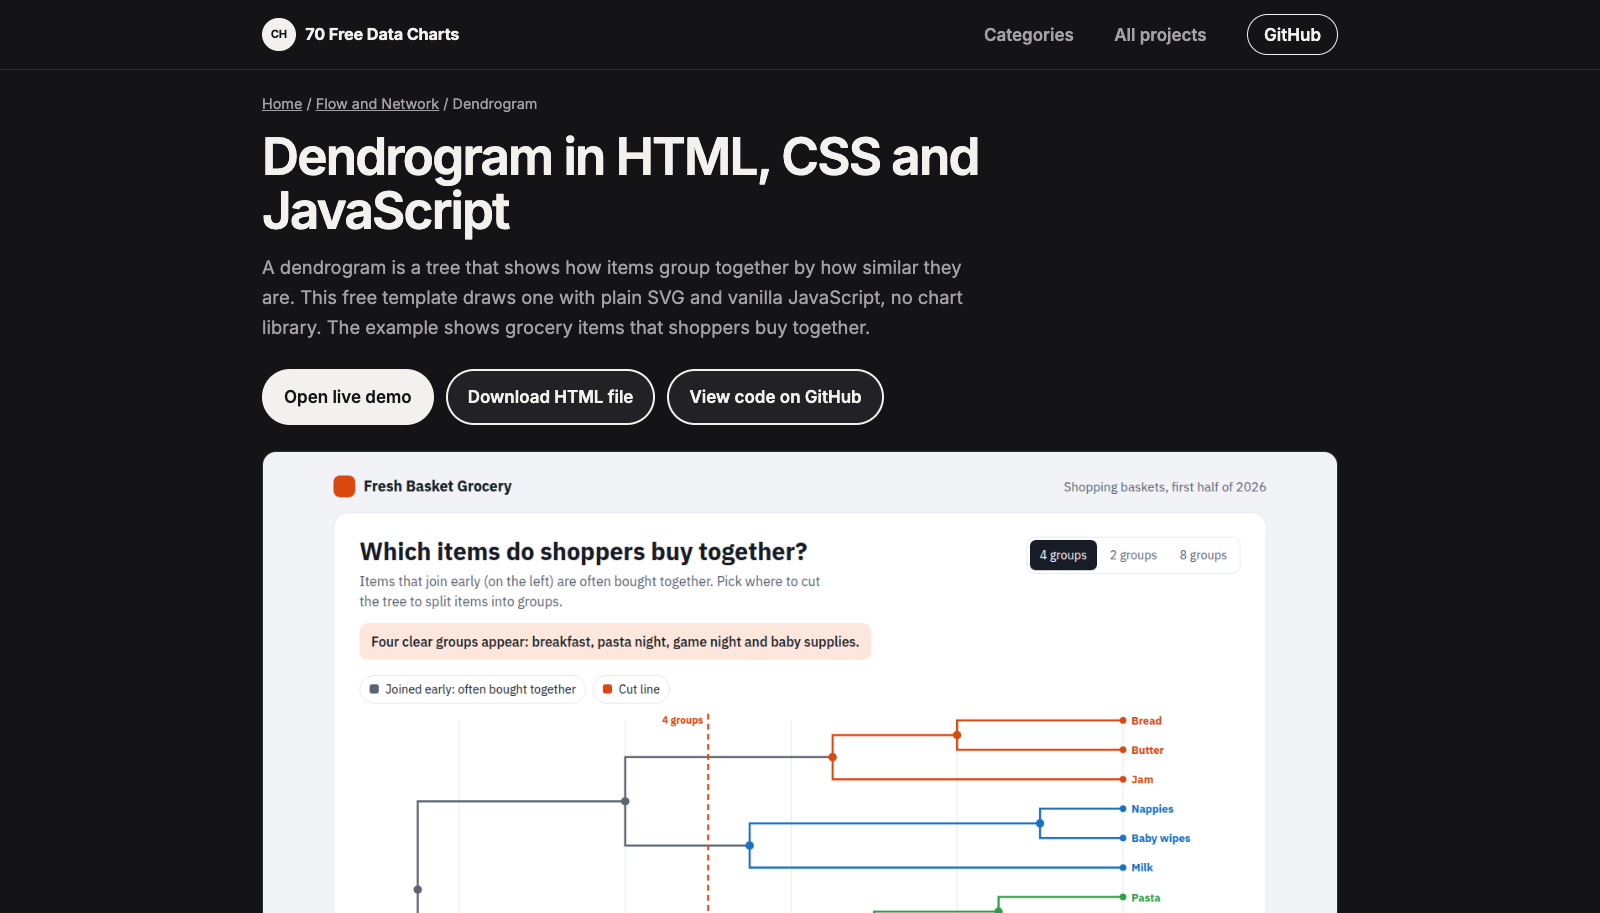 CH 70 Free Data Charts
Categories All projects GitHub
Home / Flow and Network / Dendrogram
Dendrogram in HTML, CSS and
JavaScript
A dendrogram is a tree that shows how items group together by how similar they
are. This free template draws one with plain SVG and vanilla JavaScript, no chart
library. The example shows grocery items that shoppers buy together.
Open live demo Download HTML file View code on GitHub
Fresh Basket Grocery
Shopping baskets, first half of 2026
Which items do shoppers buy together?
4 groups 2 groups 8 groups
Items that join early (on the left) are often bought together. Pick where to cut
the tree to split items into groups.
Four clear groups appear: breakfast, pasta night, game night and baby supplies.
Joined early: often bought together Cut line
4 groups
Bread
Butter
Jam
Nappies
Baby wipes
Milk
Pasta